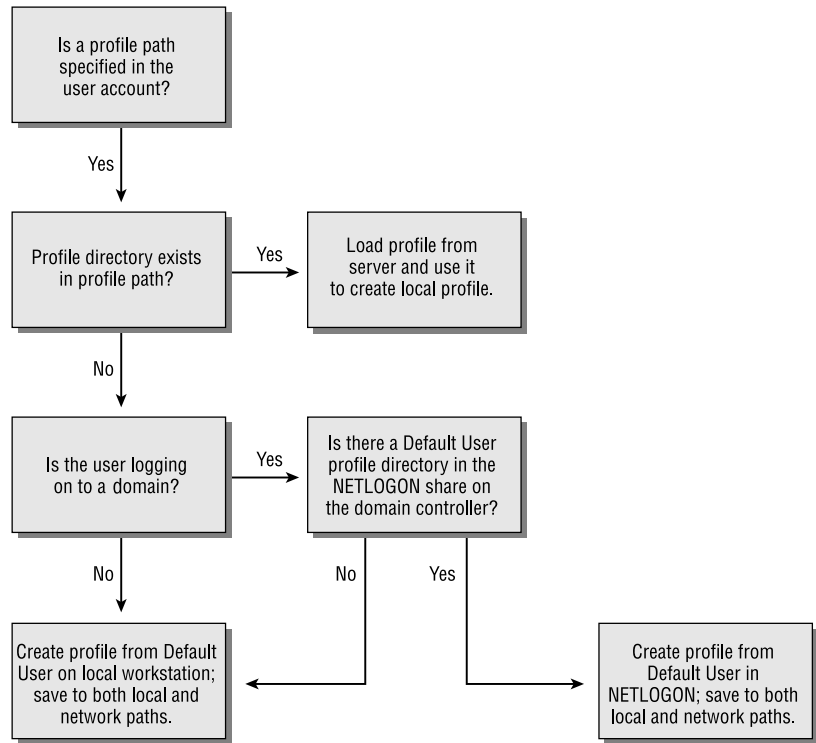 Is a profile path
specified in the
user account?
Yes
Profile directory exists
in profile path?
Yes
Load profile from
server and use it
to create local profile.
No
Is the user logging
on to a domain?
Yes
Is there a Default User
profile directory in the
NETLOGON share on
the domain controller?
No
No
Yes
Create profile from Default
User on local workstation;
save to both local and
network paths.
Create profile from
Default User in
NETLOGON; save to both
local and network paths.